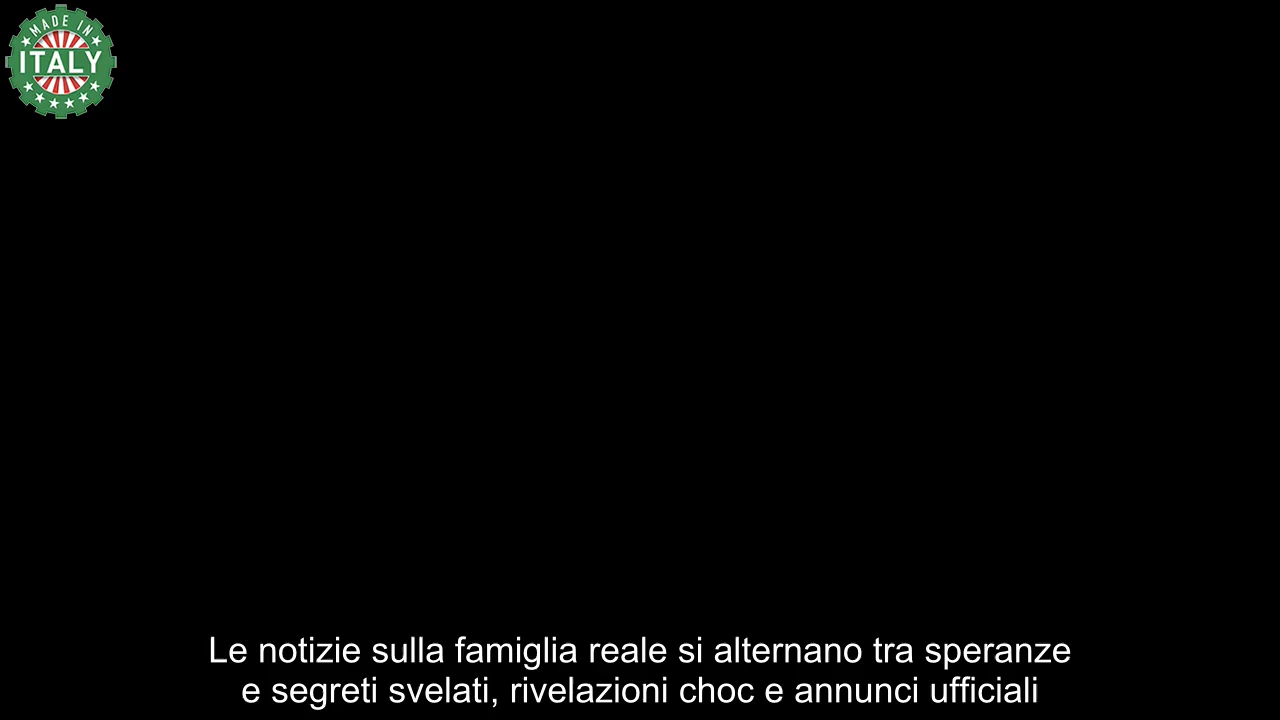 MADE IN
ITALY
Le notizie sulla famiglia reale si alternano tra speranze
e segreti svelati, rivelazioni choc e annunci ufficiali